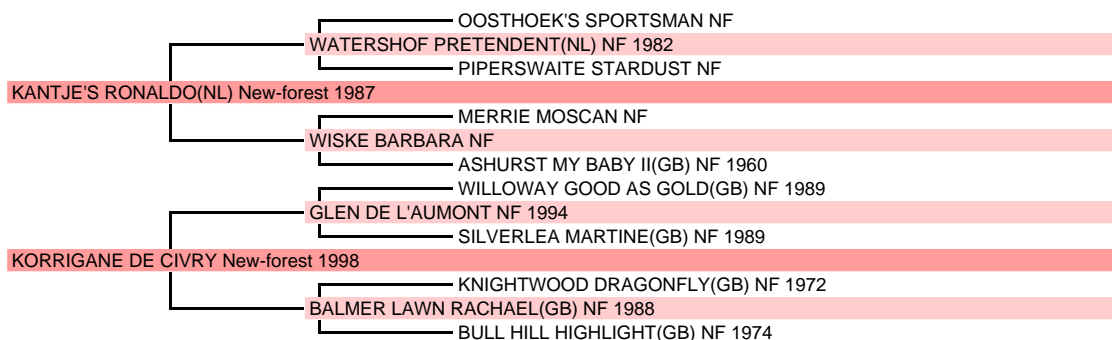 OOSTHOEK'S SPORTSMAN NF
WATERSHOF PRETENDENT(NL) NF 1982
PIPERSWAITE STARDUST NF
KANTJE'S RONALDO(NL) New-forest 1987
MERRIE MOSCAN NF
WISKE BARBARA NF
ASHURST MY BABY II(GB) NF 1960
WILLOWAY GOOD AS GOLD(GB) NF 1989
GLEN DE L'AUMONT NF 1994
SILVERLEA MARTINE(GB) NF 1989
KORRIGANE DE CIVRY New-forest 1998
KNIGHTWOOD DRAGONFLY(GB) NF 1972
BALMER LAWN RACHAEL(GB) NF 1988
BULL HILL HIGHLIGHT(GB) NF 1974